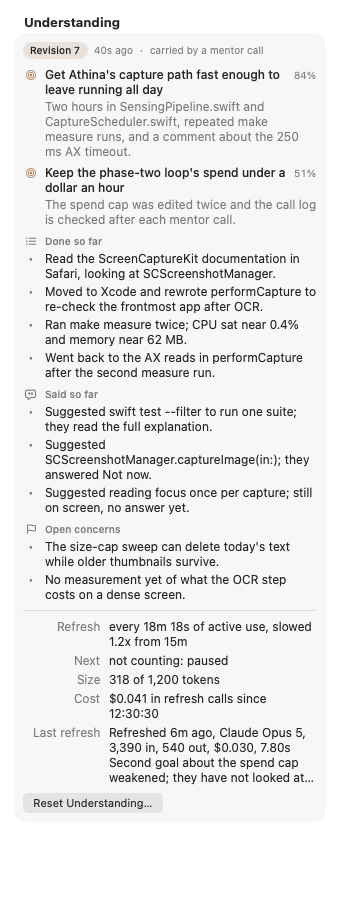 Understanding
Revision 7 40s ago · carried by a mentor call
Get Athina's capture path fast enough to 84%
leave running all day
Two hours in SensingPipeline.swift and
CaptureScheduler.swift, repeated make
measure runs, and a comment about the 250
ms AX timeout.
Keep the phase-two loop's spend under a 51%
dollar an hour
The spend cap was edited twice and the call log
is checked after each mentor call.
Done so far
• Read the ScreenCaptureKit documentation in
Safari, looking at SCScreenshotManager.
• Moved to Xcode and rewrote performCapture to
re-check the frontmost app after OCR.
• Ran make measure twice; CPU sat near 0.4%
and memory near 62 MB.
• Went back to the AX reads in performCapture
after the second measure run.
Said so far
• Suggested swift test --filter to run one suite;
they read the full explanation.
• Suggested
SCScreenshotManager.captureImage(in:); they
answered Not now.
• Suggested reading focus once per capture; still
on screen, no answer yet.
Open concerns
• The size-cap sweep can delete today's text
while older thumbnails survive.
• No measurement yet of what the OCR step
costs on a dense screen.
Refresh every 18m 18s of active use, slowed
1.2x from 15m
Next not counting: paused
Size 318 of 1,200 tokens
Cost $0.041 in refresh calls since
12:30:30
Last refresh Refreshed 6m ago, Claude Opus 5,
3,390 in, 540 out, $0.030, 7.80s
Second goal about the spend cap
weakened; they have not looked at...
Reset Understanding...